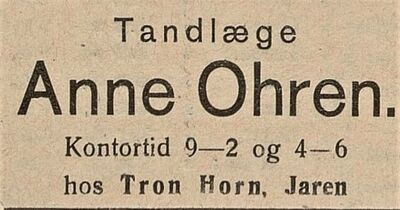 Tandlæge
Anne Ohren.
Kontortid 9—2 og 4—6
hos Tron Horn, Jaren